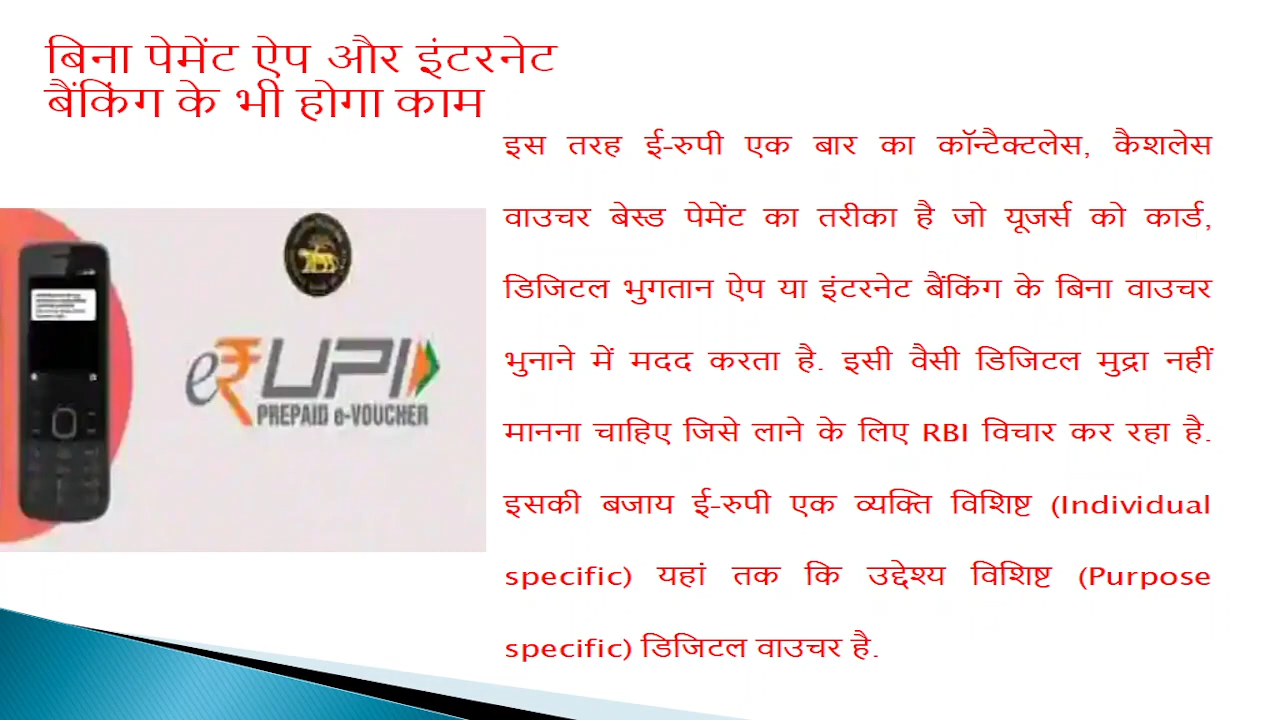 बिना पेमेंट ऐप और इंटरनेट
बैंकिंग के भी होगा काम
इस तरह ई-रुपी एक बार का कॉन्टैक्टलेस, कैशलेस
वाउचर बेस्ड पेमेंट का तरीका है जो यूजर्स को कार्ड,
डिजिटल भुगतान ऐप या इंटरनेट बैंकिंग के बिना वाउचर
भुनाने में मदद करता है. इसी वैसी डिजिटल मुद्रा नहीं
मानना चाहिए जिसे लाने के लिए RBI विचार कर रहा है.
इसकी बजाय ई-रुपी एक व्यक्ति विशिष्ट (Individual
specific) यहां तक कि उद्देश्य विशिष्ट (Purpose
specific) डिजिटल वाउचर है.
e₹UPI
PREPAID e-VOUCHER